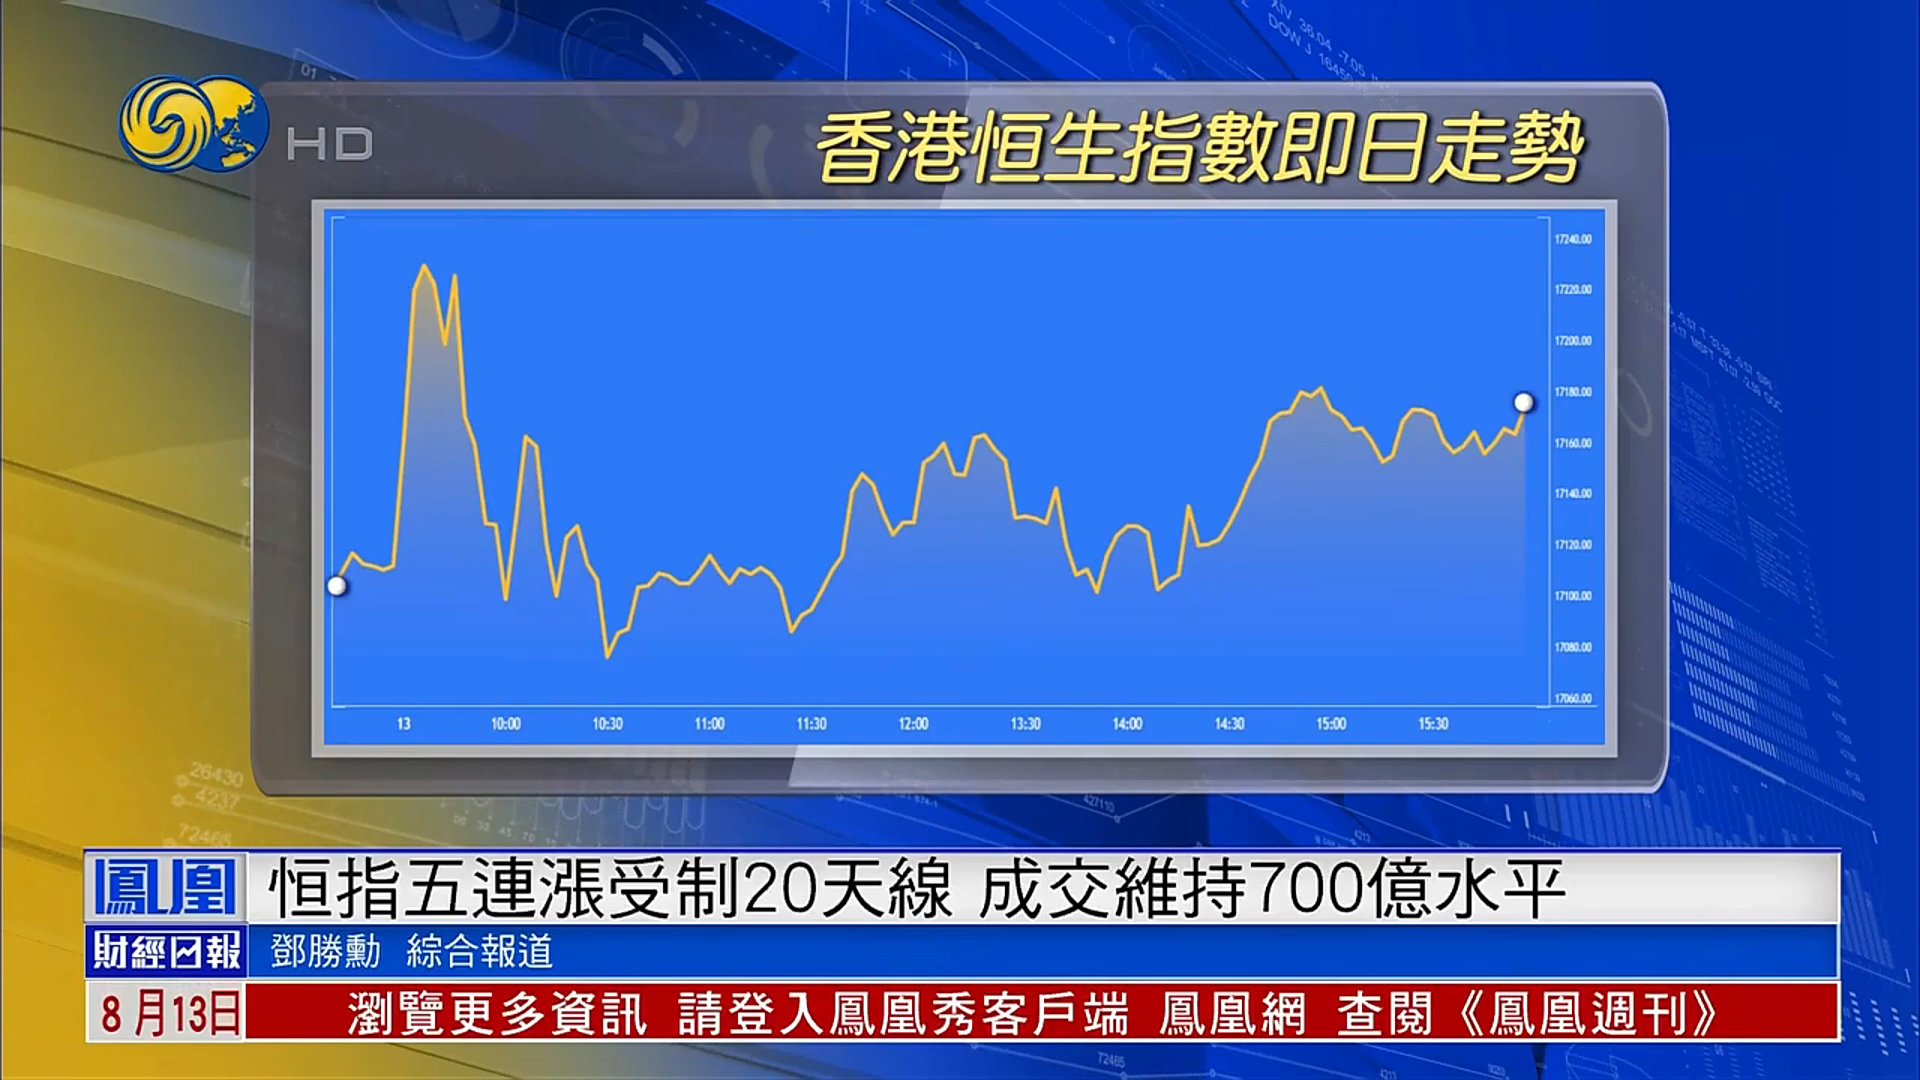 HD
香港恒生指數即日走勢
17240.00
17220.00
17200.00
17180.00
17160.00
17140.00
17120.00
17100.00
17080.00
17060.00
13 10:00 10:30 11:00 11:30 12:00 13:30 14:00 14:30 15:00 15:30
26430
4237
72465
鳳凰 恒指五連漲受制20天線 成交維持700億水平
財經日報 鄧勝勳 綜合報道
8月13日 瀏覽更多資訊 請登入鳳凰秀客戶端 鳳凰網 查閱《鳳凰週刊》
72465